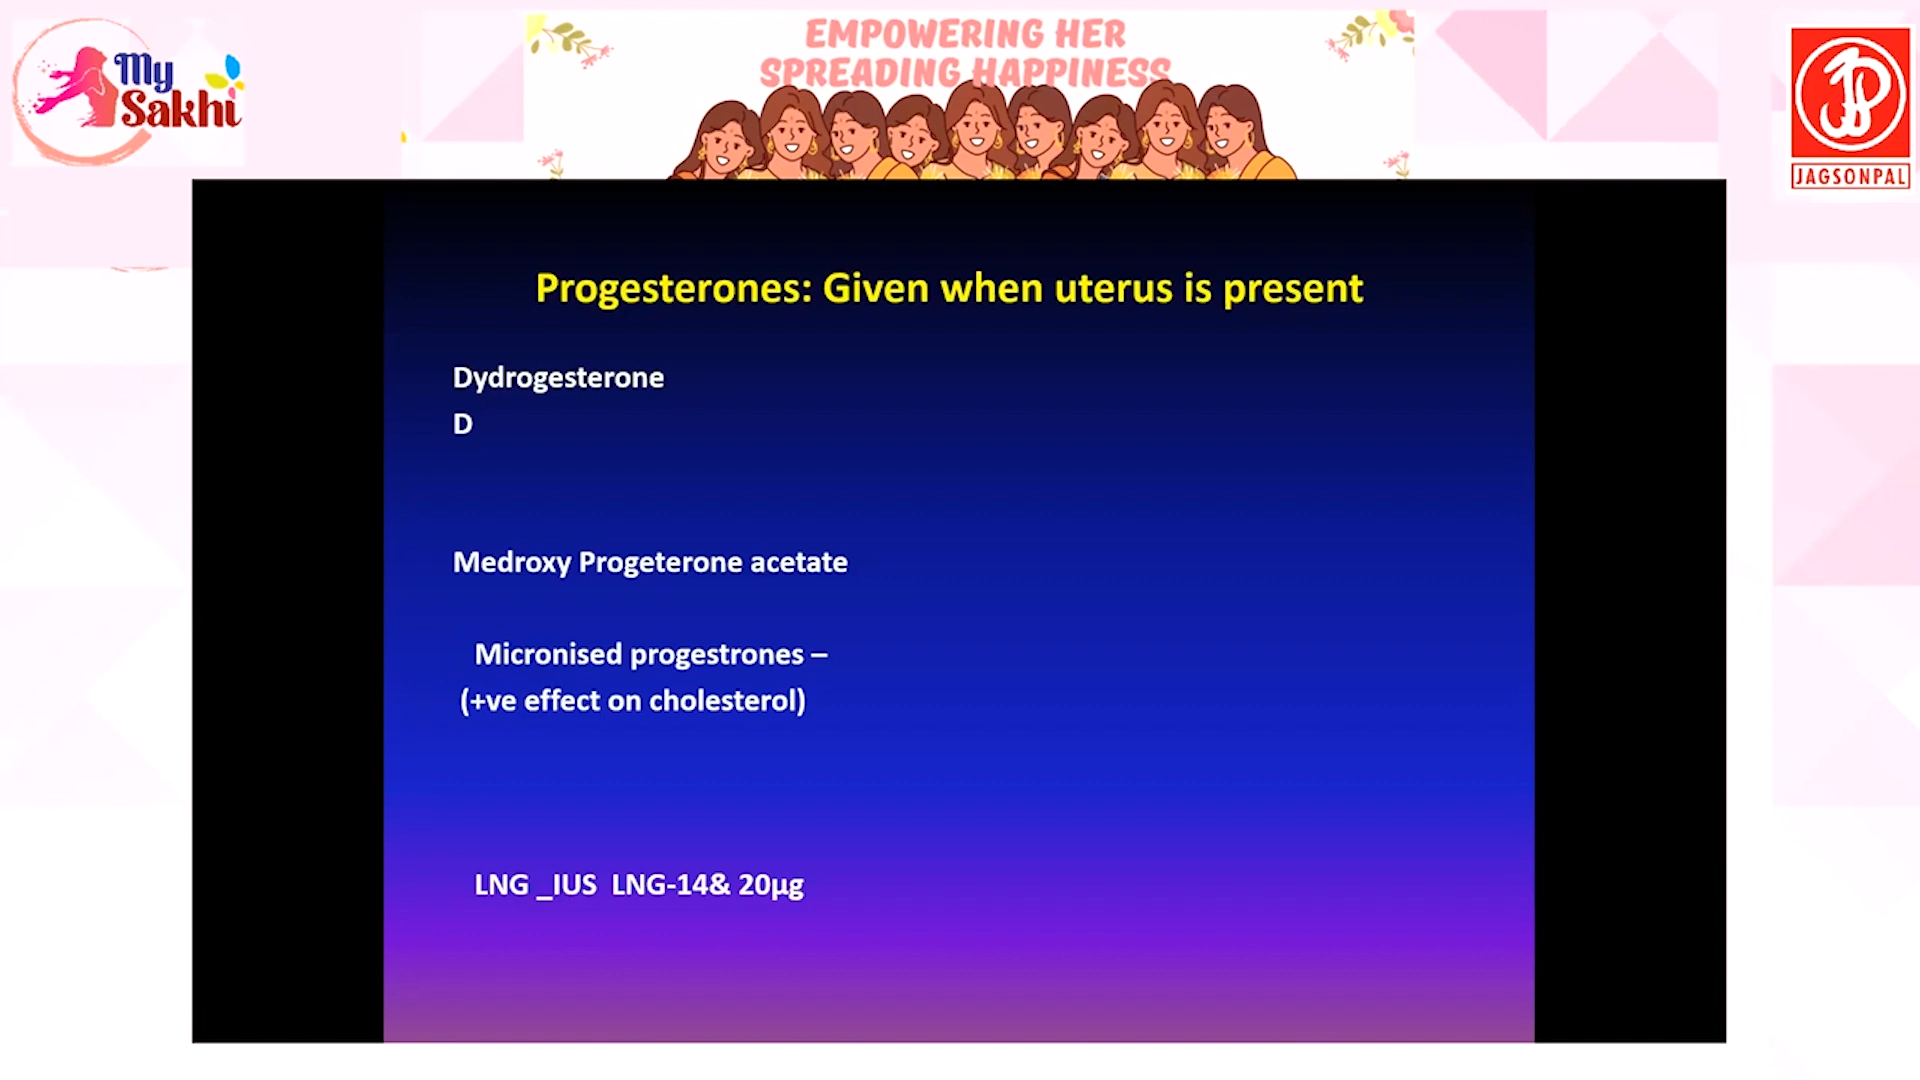 My
Sakhi
EMPOWERING HER
SPREADING HAPPINESS
JAGSONPAL
Progesterones: Given when uterus is present
Dydrogesterone
D
Medroxy Progeterone acetate
Micronised progestrones –
(+ve effect on cholesterol)
LNG _IUS LNG-14& 20µg